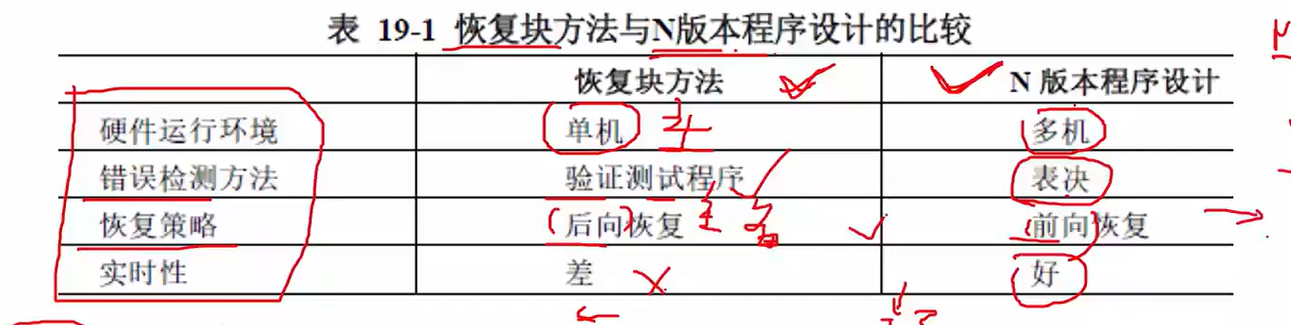 表 19-1 恢复块方法与N版本程序设计的比较
恢复块方法 N 版本程序设计
硬件运行环境 单机 多机
错误检测方法 验证测试程序 表决
恢复策略 后向恢复 前向恢复
实时性 差 好